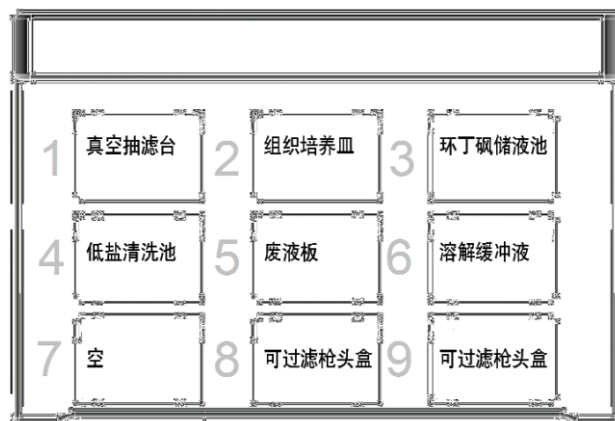 1 真空抽滤台 2 组织培养皿 3 环丁砜储液池
4 低盐清洗池 5 废液板 6 溶解缓冲液
7 空 8 可过滤枪头盒 9 可过滤枪头盒